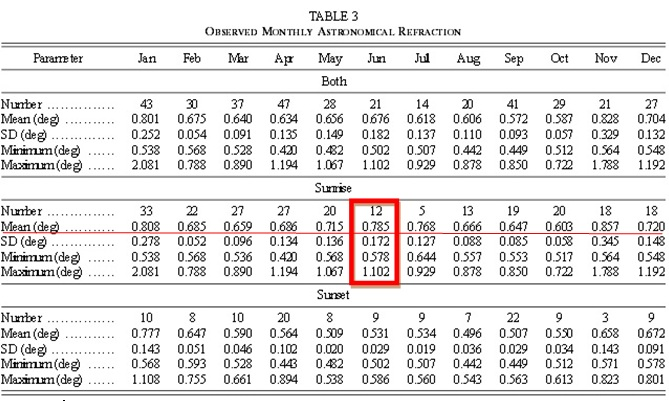 TABLE 3
OBSERVED MONTHLY ASTRONOMICAL REFRACTION
Parameter Jan Feb Mar Apr May Jun Jul Aug Sep Oct Nov Dec
Both
Number ............... 43 30 37 47 28 21 14 20 41 29 21 27
Mean (deg) ........... 0.801 0.675 0.640 0.634 0.656 0.676 0.618 0.606 0.572 0.587 0.828 0.704
SD (deg) ............... 0.252 0.054 0.091 0.135 0.149 0.182 0.137 0.110 0.093 0.057 0.329 0.132
Minimum (deg) ...... 0.538 0.568 0.528 0.420 0.482 0.502 0.507 0.442 0.449 0.512 0.564 0.548
Maximum (deg) ...... 2.081 0.788 0.890 1.194 1.067 1.102 0.929 0.878 0.850 0.722 1.788 1.192
Sunrise
Number ............... 33 22 27 27 20 12 5 13 19 20 18 18
Mean (deg) ........... 0.808 0.685 0.659 0.686 0.715 0.785 0.768 0.666 0.647 0.603 0.857 0.720
SD (deg) ............... 0.278 0.052 0.096 0.134 0.136 0.172 0.127 0.088 0.085 0.058 0.345 0.148
Minimum (deg) ...... 0.538 0.568 0.536 0.420 0.568 0.578 0.644 0.557 0.553 0.517 0.564 0.548
Maximum (deg) ...... 2.081 0.788 0.890 1.194 1.067 1.102 0.929 0.878 0.850 0.722 1.788 1.192
Sunset
Number ............... 10 8 10 20 8 9 9 7 22 9 3 9
Mean (deg) ........... 0.777 0.647 0.590 0.564 0.509 0.531 0.534 0.496 0.507 0.550 0.658 0.672
SD (deg) ............... 0.143 0.051 0.046 0.102 0.020 0.029 0.019 0.036 0.029 0.034 0.143 0.091
Minimum (deg) ...... 0.568 0.593 0.528 0.443 0.482 0.502 0.507 0.442 0.449 0.512 0.571 0.578
Maximum (deg) ...... 1.108 0.755 0.661 0.894 0.538 0.586 0.560 0.543 0.563 0.613 0.823 0.801